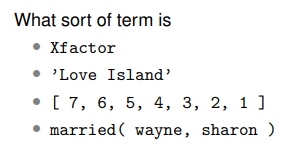 What sort of term is
• Xfactor
• ’Love Island’
• [ 7, 6, 5, 4, 3, 2, 1 ]
• married( wayne, sharon )